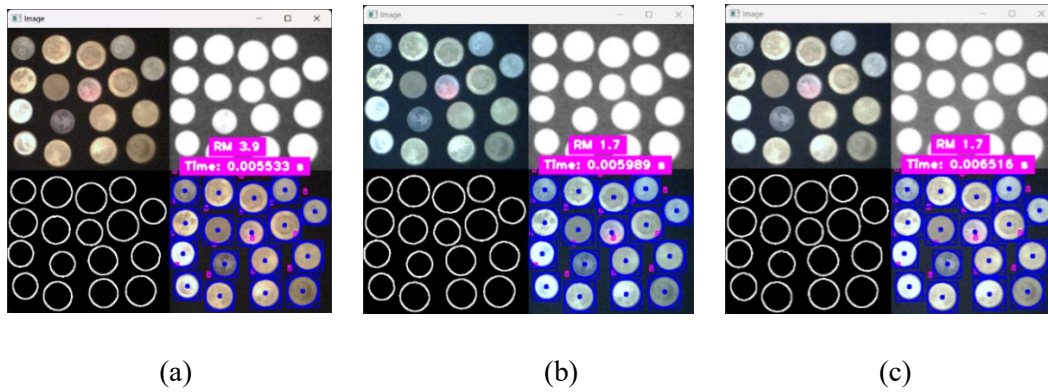 Image
RM 3.9
Time: 0.005533 s
Image
RM 1.7
Time: 0.005989 s
Image
RM 1.7
Time: 0.006516 s
(a)
(b)
(c)